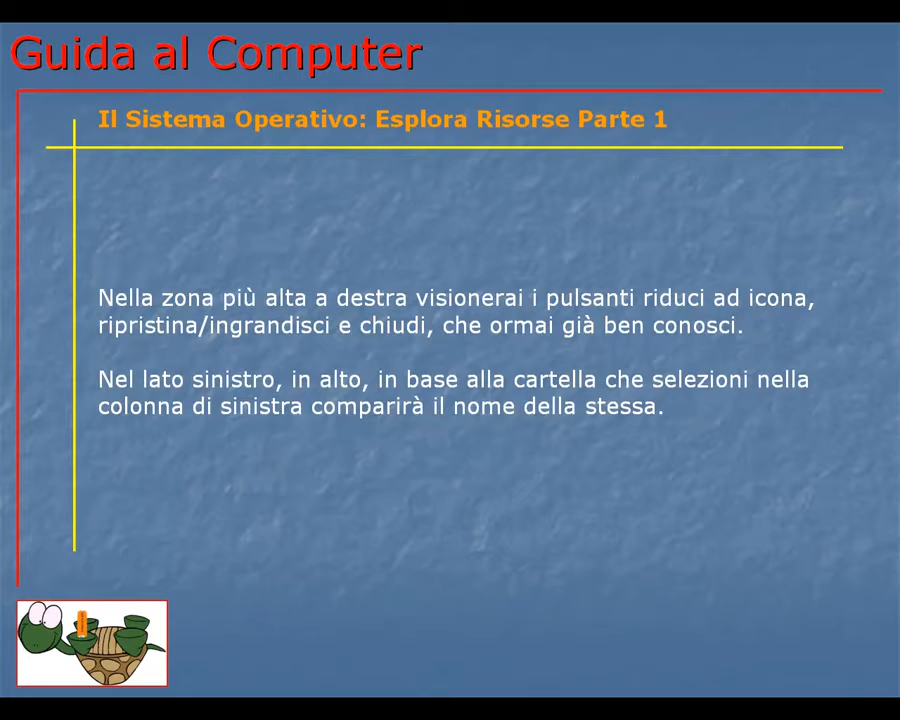 Guida al Computer
Il Sistema Operativo: Esplora Risorse Parte 1
Nella zona più alta a destra visionerai i pulsanti riduci ad icona,
ripristina/ingrandisci e chiudi, che ormai già ben conosci.
Nel lato sinistro, in alto, in base alla cartella che selezioni nella
colonna di sinistra comparirà il nome della stessa.